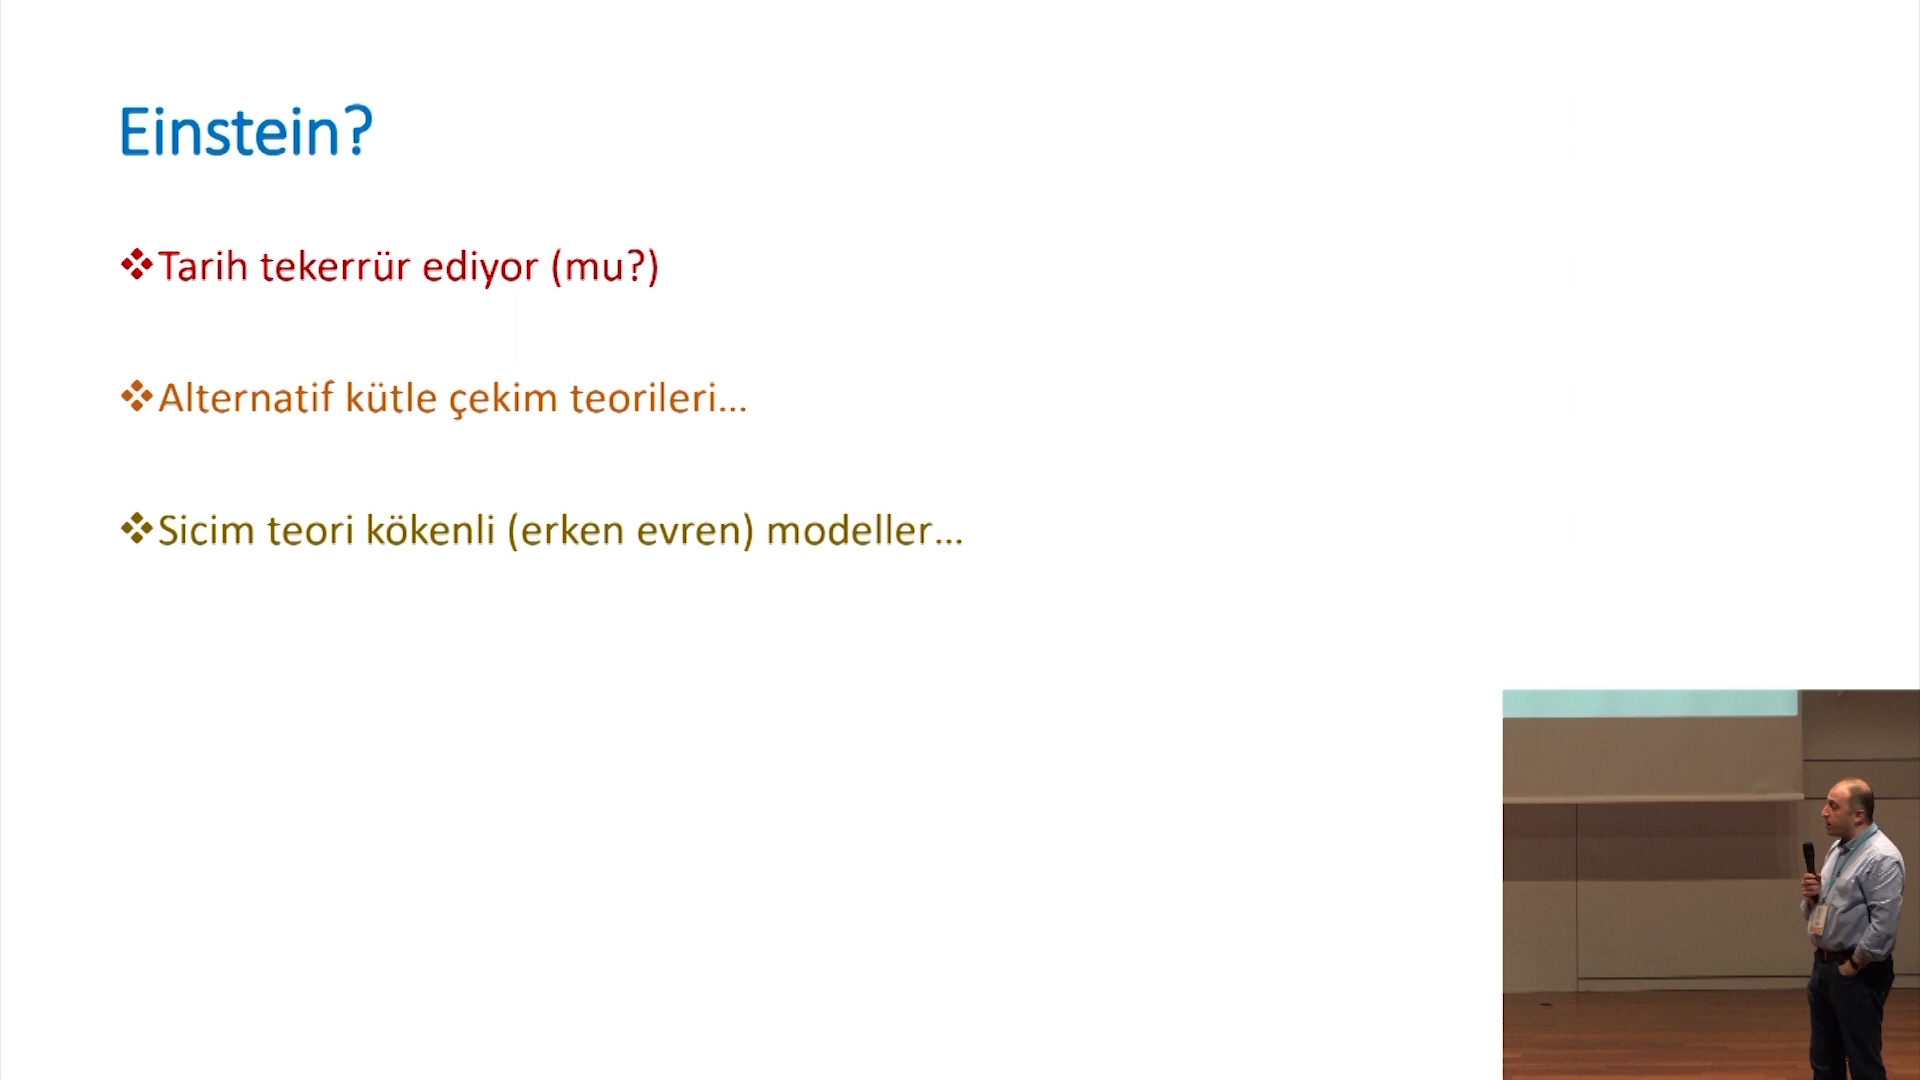 Einstein?
❖Tarih tekerrür ediyor (mu?)
❖Alternatif kütle çekim teorileri...
❖Sicim teori kökenli (erken evren) modeller...